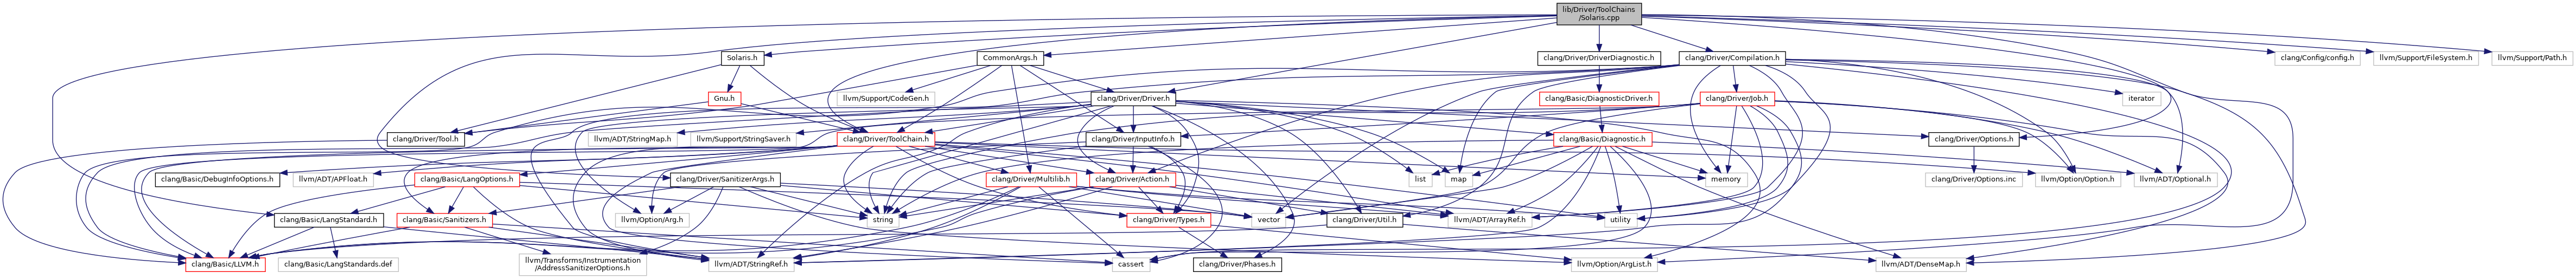 lib/Driver/ToolChains
/Solaris.cpp
Solaris.h
CommonArgs.h
clang/Driver/DriverDiagnostic.h
clang/Driver/Compilation.h
clang/Config/config.h
llvm/Support/FileSystem.h
llvm/Support/Path.h
Gnu.h
llvm/Support/CodeGen.h
clang/Driver/Driver.h
clang/Basic/DiagnosticDriver.h
clang/Driver/Job.h
iterator
clang/Driver/Tool.h
llvm/ADT/StringMap.h
llvm/Support/StringSaver.h
clang/Driver/ToolChain.h
clang/Driver/InputInfo.h
clang/Basic/Diagnostic.h
clang/Driver/Options.h
clang/Basic/DebugInfoOptions.h
llvm/ADT/APFloat.h
clang/Basic/LangOptions.h
clang/Driver/SanitizerArgs.h
clang/Driver/Multilib.h
clang/Driver/Action.h
list
map
memory
clang/Driver/Options.inc
llvm/Option/Option.h
llvm/ADT/Optional.h
clang/Basic/LangStandard.h
clang/Basic/Sanitizers.h
llvm/Option/Arg.h
string
clang/Driver/Types.h
vector
clang/Driver/Util.h
llvm/ADT/ArrayRef.h
utility
clang/Basic/LLVM.h
clang/Basic/LangStandards.def
llvm/Transforms/Instrumentation
/AddressSanitizerOptions.h
llvm/ADT/StringRef.h
cassert
clang/Driver/Phases.h
llvm/Option/ArgList.h
llvm/ADT/DenseMap.h